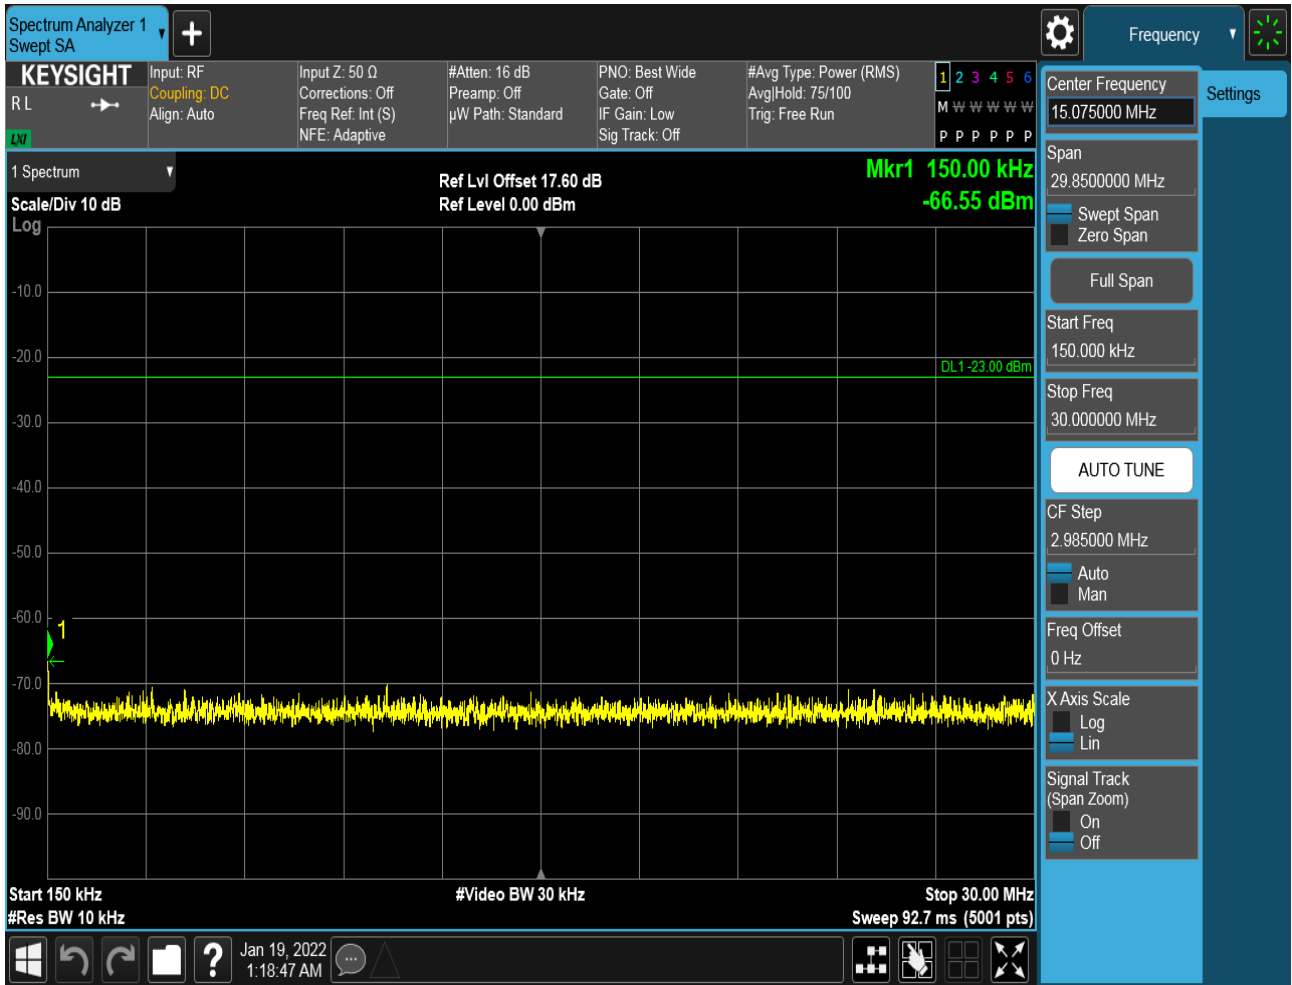 Spectrum Analyzer 1
Swept SA
Frequency
KEYSIGHT
R L
LXI
Input: RF
Coupling: DC
Align: Auto
Input Z: 50 Ω
Corrections: Off
Freq Ref: Int (S)
NFE: Adaptive
#Atten: 16 dB
Preamp: Off
µW Path: Standard
PNO: Best Wide
Gate: Off
IF Gain: Low
Sig Track: Off
#Avg Type: Power (RMS)
Avg|Hold: 75/100
Trig: Free Run
1 2 3 4 5 6
M W W W W W
P P P P P P
1 Spectrum
Scale/Div 10 dB
Log
Ref Lvl Offset 17.60 dB
Ref Level 0.00 dBm
Mkr1 150.00 kHz
-66.55 dBm
-10.0
-20.0
DL1 -23.00 dBm
-30.0
-40.0
-50.0
-60.0
1
-70.0
-80.0
-90.0
Start 150 kHz
#Video BW 30 kHz
Stop 30.00 MHz
#Res BW 10 kHz
Sweep 92.7 ms (5001 pts)
Center Frequency
15.075000 MHz
Settings
Span
29.8500000 MHz
Swept Span
Zero Span
Full Span
Start Freq
150.000 kHz
Stop Freq
30.000000 MHz
AUTO TUNE
CF Step
2.985000 MHz
Auto
Man
Freq Offset
0 Hz
X Axis Scale
Log
Lin
Signal Track
(Span Zoom)
On
Off
?
Jan 19, 2022
1:18:47 AM